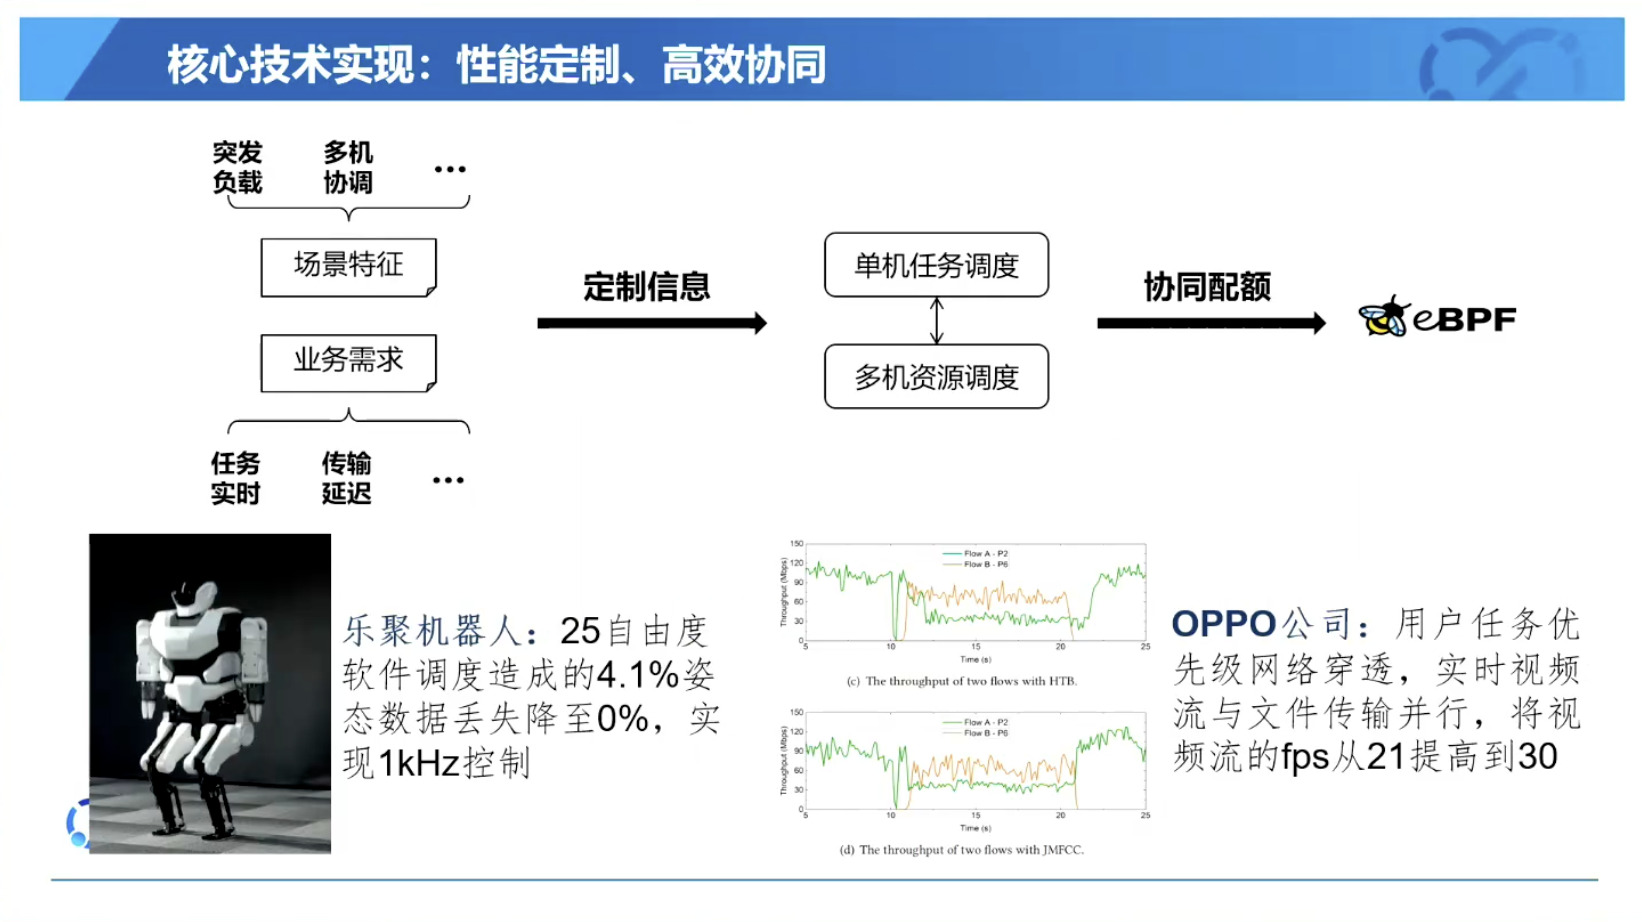 核心技术实现：性能定制、高效协同
突发
负载
多机
协调
...
场景特征
业务需求
任务
实时
传输
延迟
...
定制信息
单机任务调度
多机资源调度
协同配额
eBPF
乐聚机器人：25自由度
软件调度造成的4.1%姿
态数据丢失降至0%，实
现1kHz控制
150
120
90
60
30
0
Throughput (Mbps)
Flow A - P2
Flow B - P6
5
10
15
20
25
Time (s)
(c) The throughput of two flows with HTB.
150
120
90
60
30
0
Throughput (Mbps)
Flow A - P2
Flow B - P6
5
10
15
20
25
Time (s)
(d) The throughput of two flows with JMFCC.
OPPO公司：用户任务优
先级网络穿透，实时视频
流与文件传输并行，将视
频流的fps从21提高到30